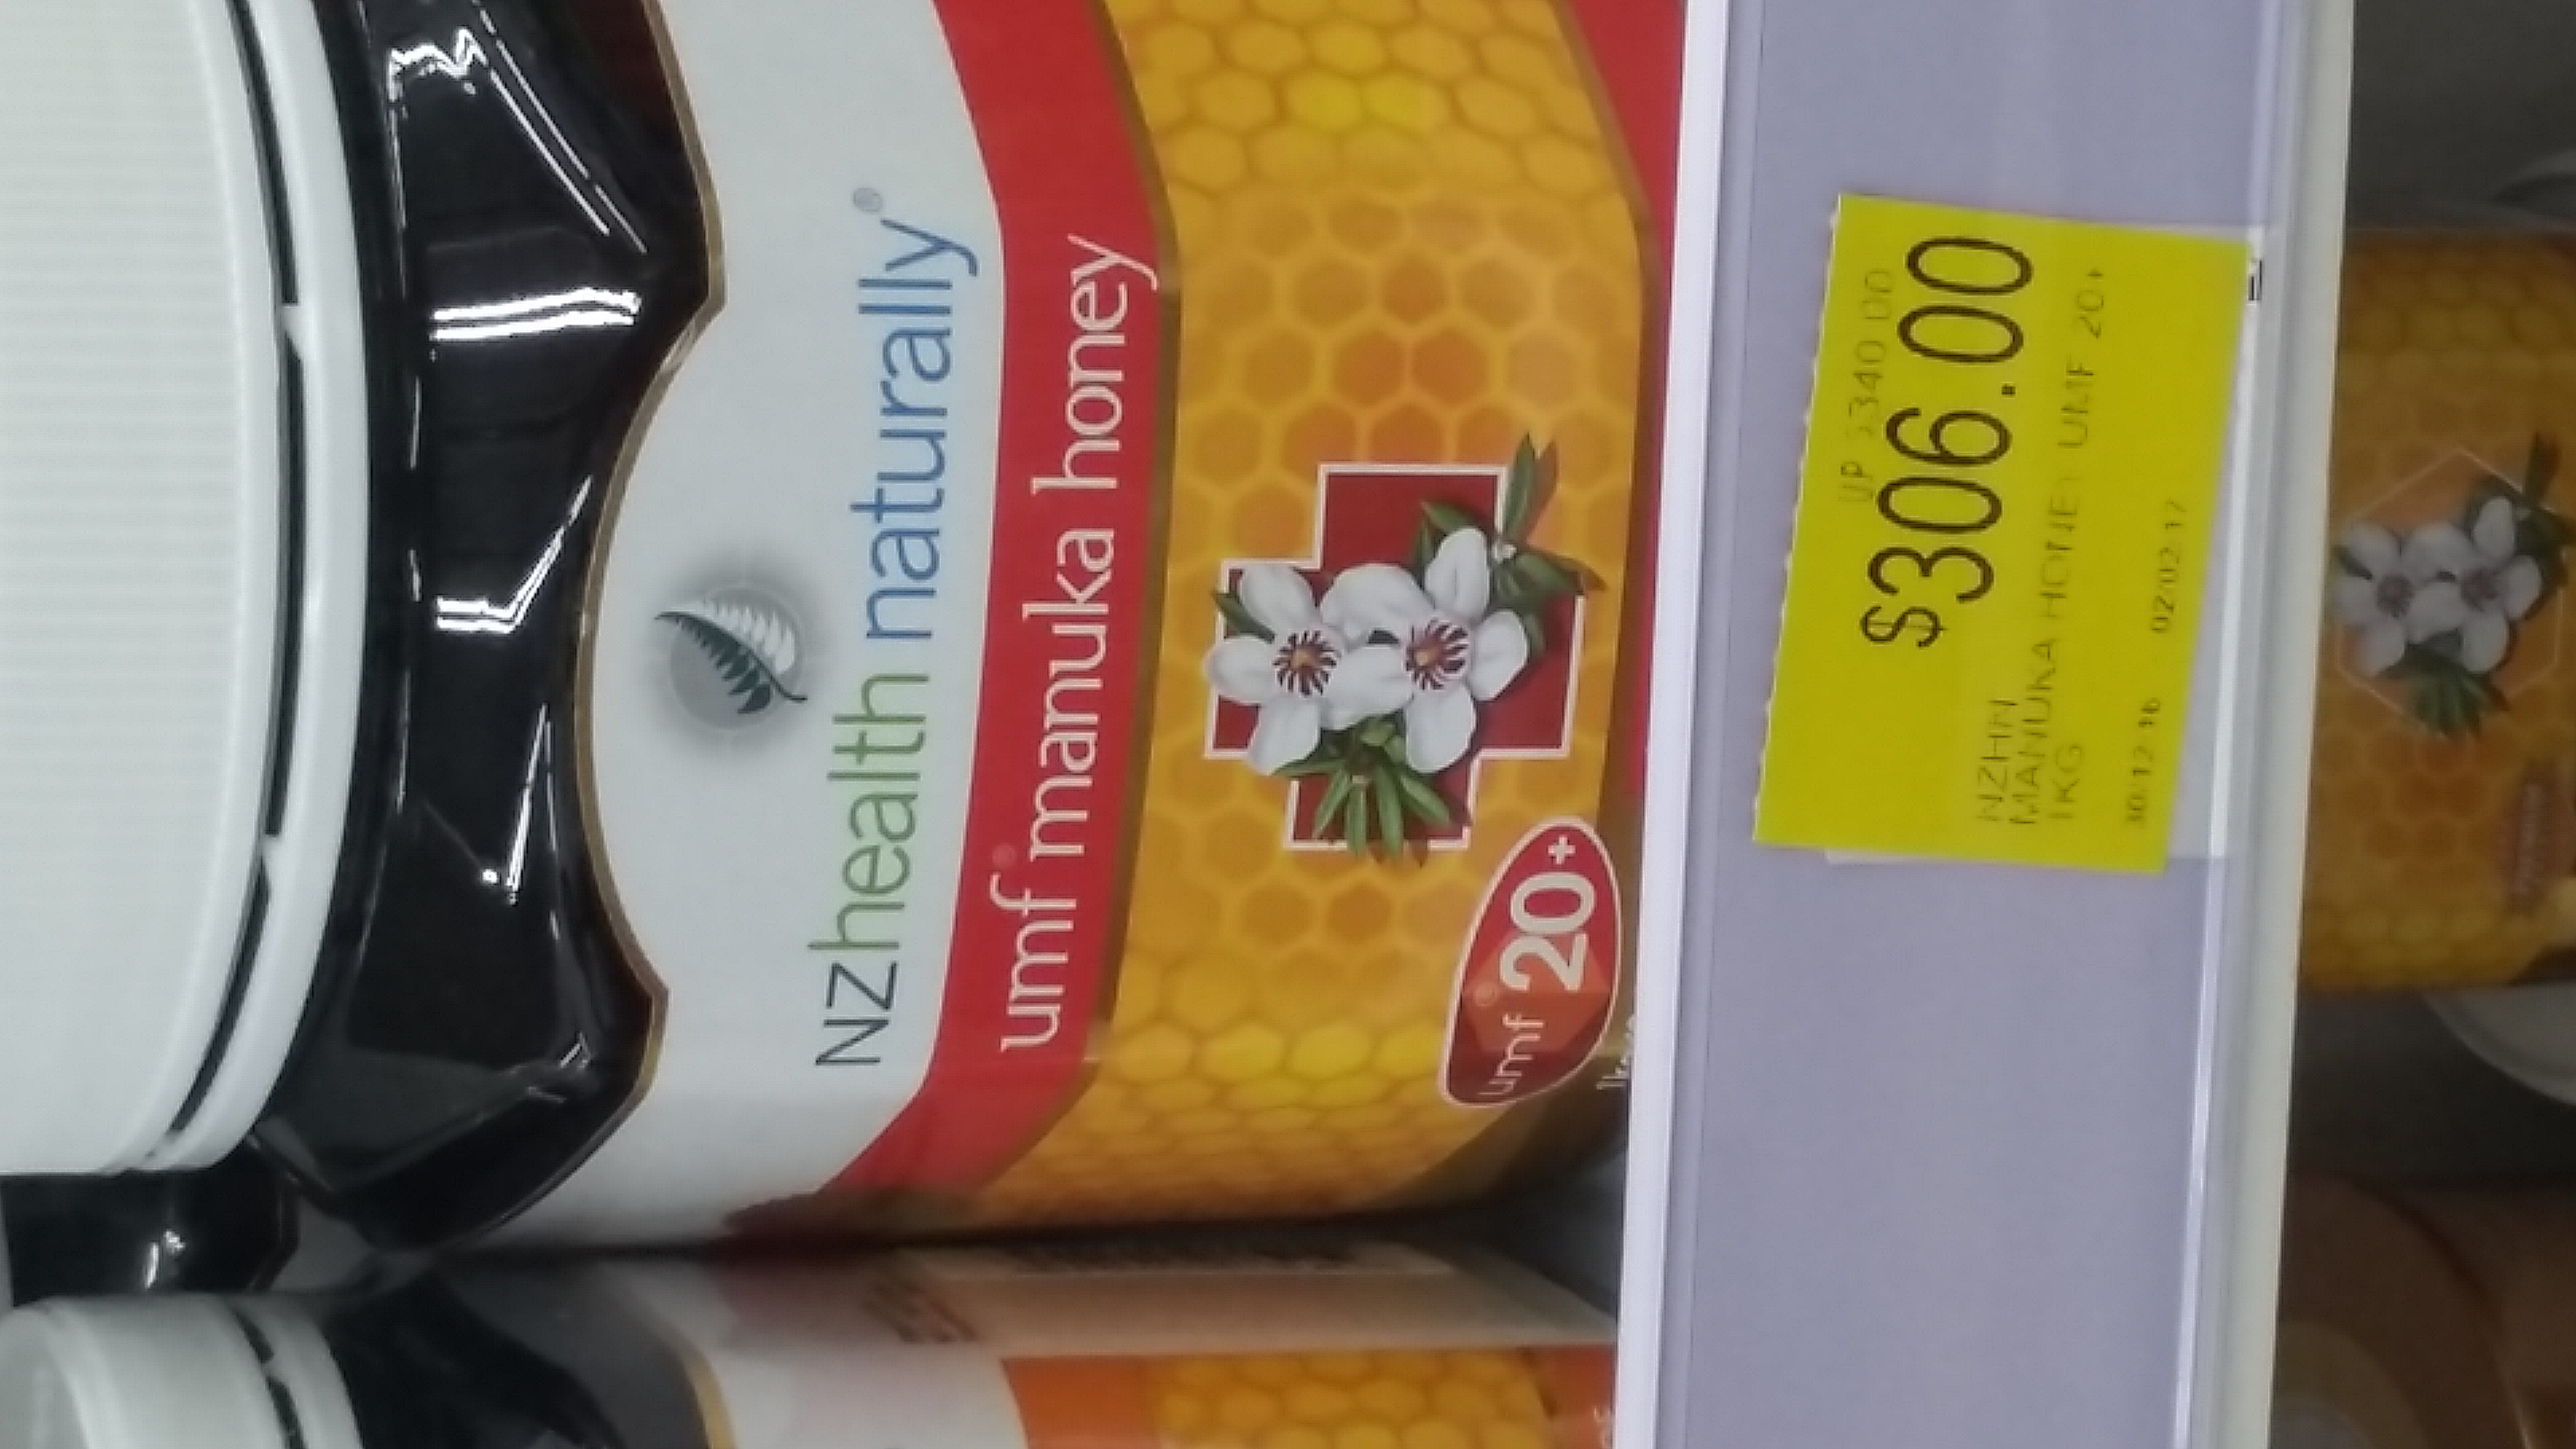 NZhealth naturally®
umf® manuka honey
umf® 20+
UP $340.00
$306.00
NZHN
MANUKA HONEY UMF 20+
1KG
30/12/16 02/02/17
PREMIUM